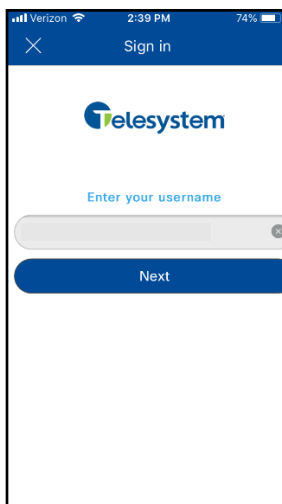 Verizon 2:39 PM 74%
Sign in
Telesystem
Enter your username
Next